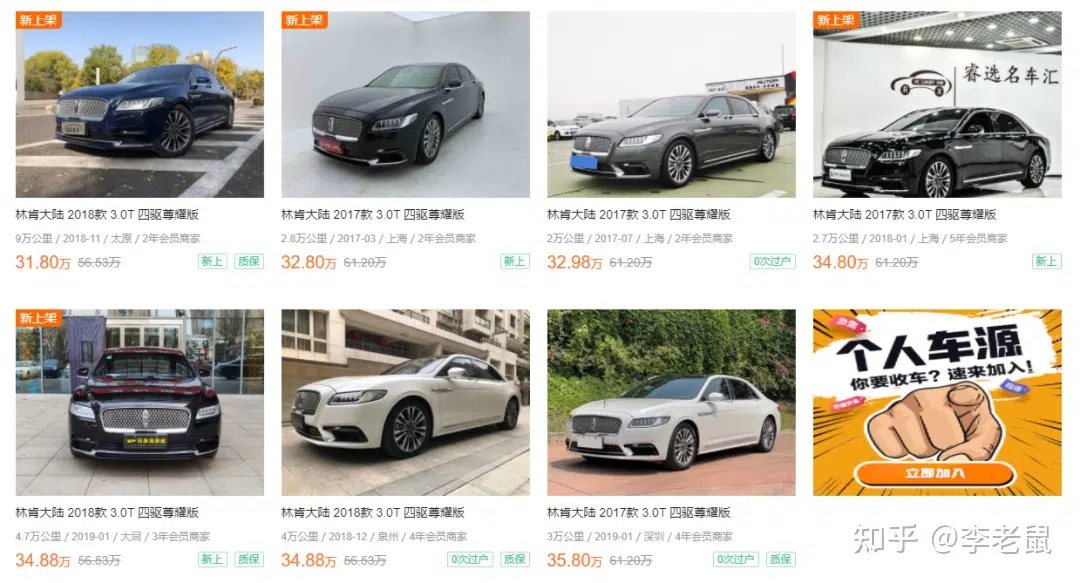 新上架
新上架
新上架
睿选名车汇
林肯大陆 2018款 3.0T 四驱尊耀版
9万公里 / 2018-11 / 太原 / 2年会员商家
31.80万 56.53万 新上 质保
林肯大陆 2017款 3.0T 四驱尊耀版
2.8万公里 / 2017-03 / 上海 / 2年会员商家
32.80万 61.20万 新上
林肯大陆 2017款 3.0T 四驱尊耀版
2万公里 / 2017-07 / 上海 / 2年会员商家
32.98万 61.20万 0次过户
林肯大陆 2017款 3.0T 四驱尊耀版
2.7万公里 / 2018-01 / 上海 / 5年会员商家
34.80万 61.20万 新上
新上架
林肯大陆 2018款 3.0T 四驱尊耀版
4.7万公里 / 2019-01 / 大同 / 3年会员商家
34.88万 56.53万 新上 质保
林肯大陆 2018款 3.0T 四驱尊耀版
4万公里 / 2018-12 / 泉州 / 4年会员商家
34.88万 56.53万 0次过户 质保
林肯大陆 2017款 3.0T 四驱尊耀版
3万公里 / 2019-01 / 深圳 / 4年会员商家
35.80万 61.20万 0次过户 质保
个人车源
你要收车？速来加入！
立即加入
知乎 @李老鼠